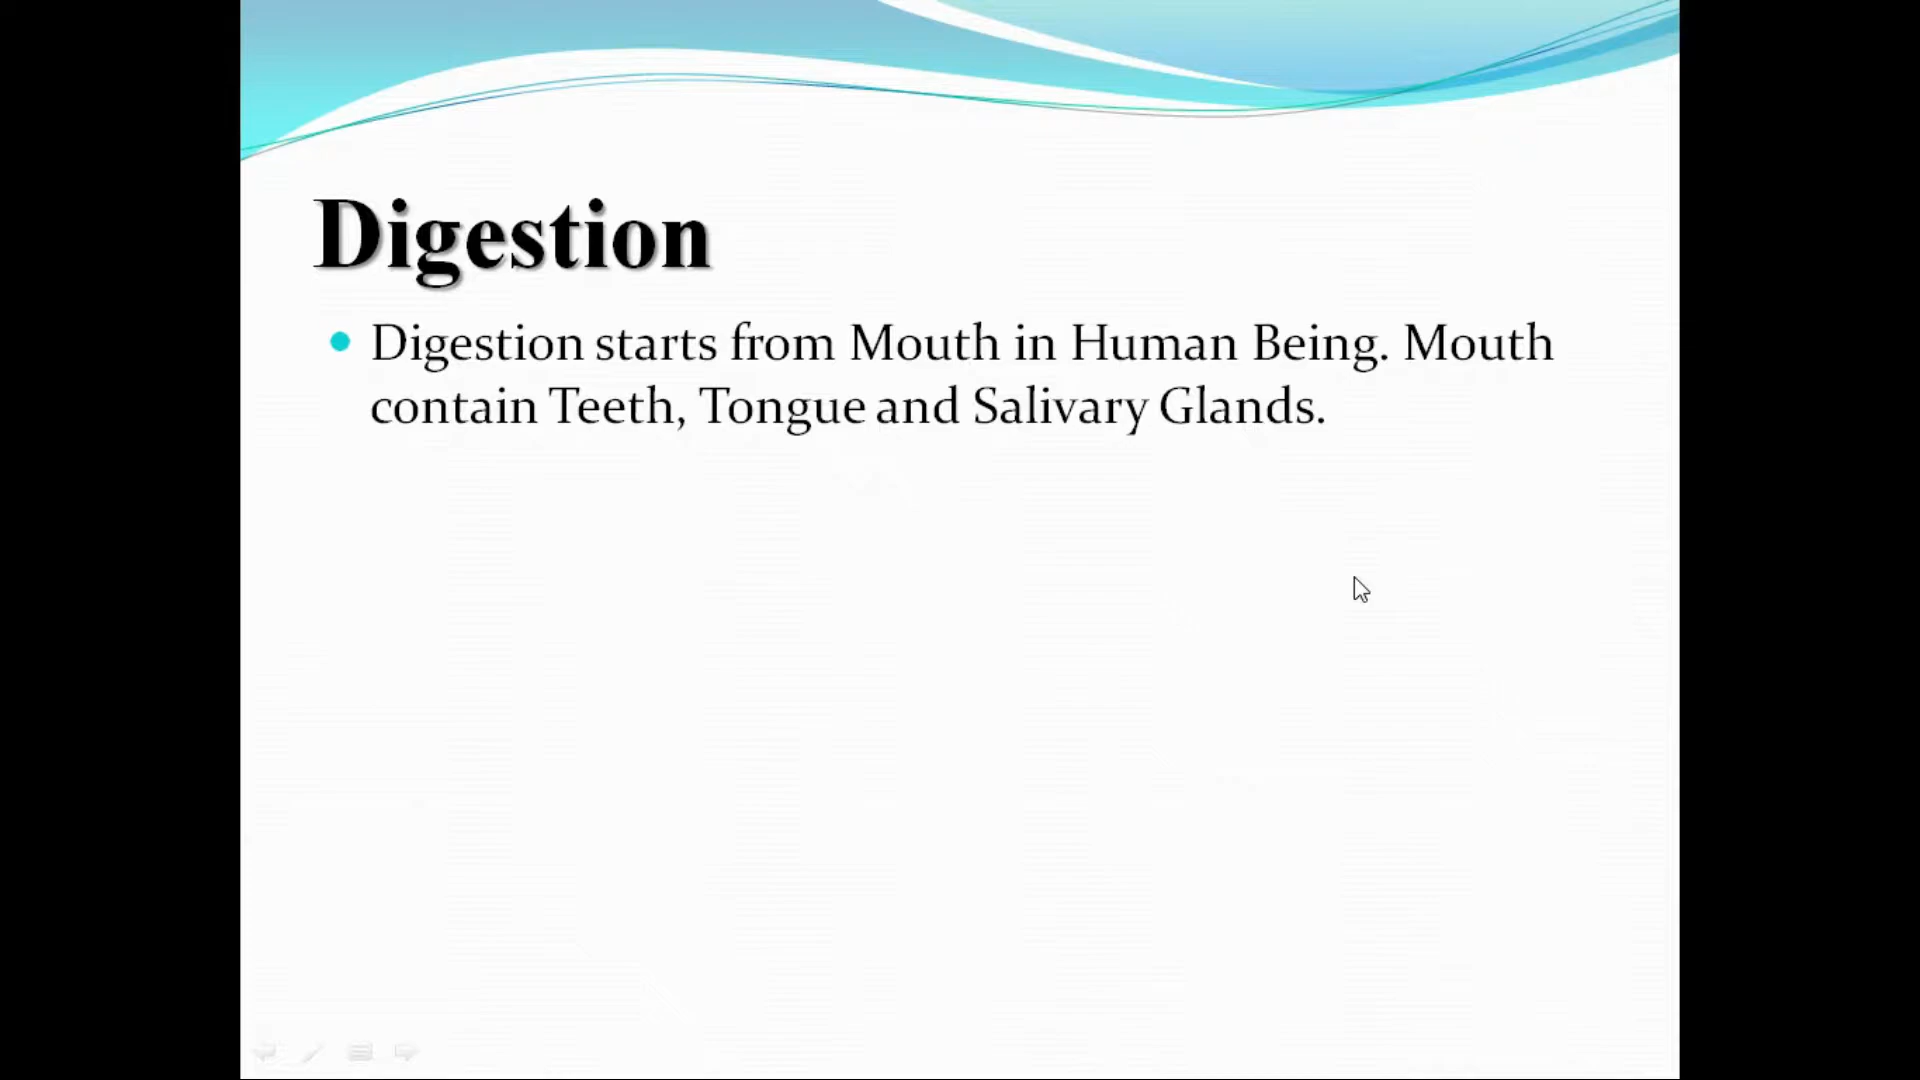 Digestion
Digestion starts from Mouth in Human Being. Mouth
contain Teeth, Tongue and Salivary Glands.